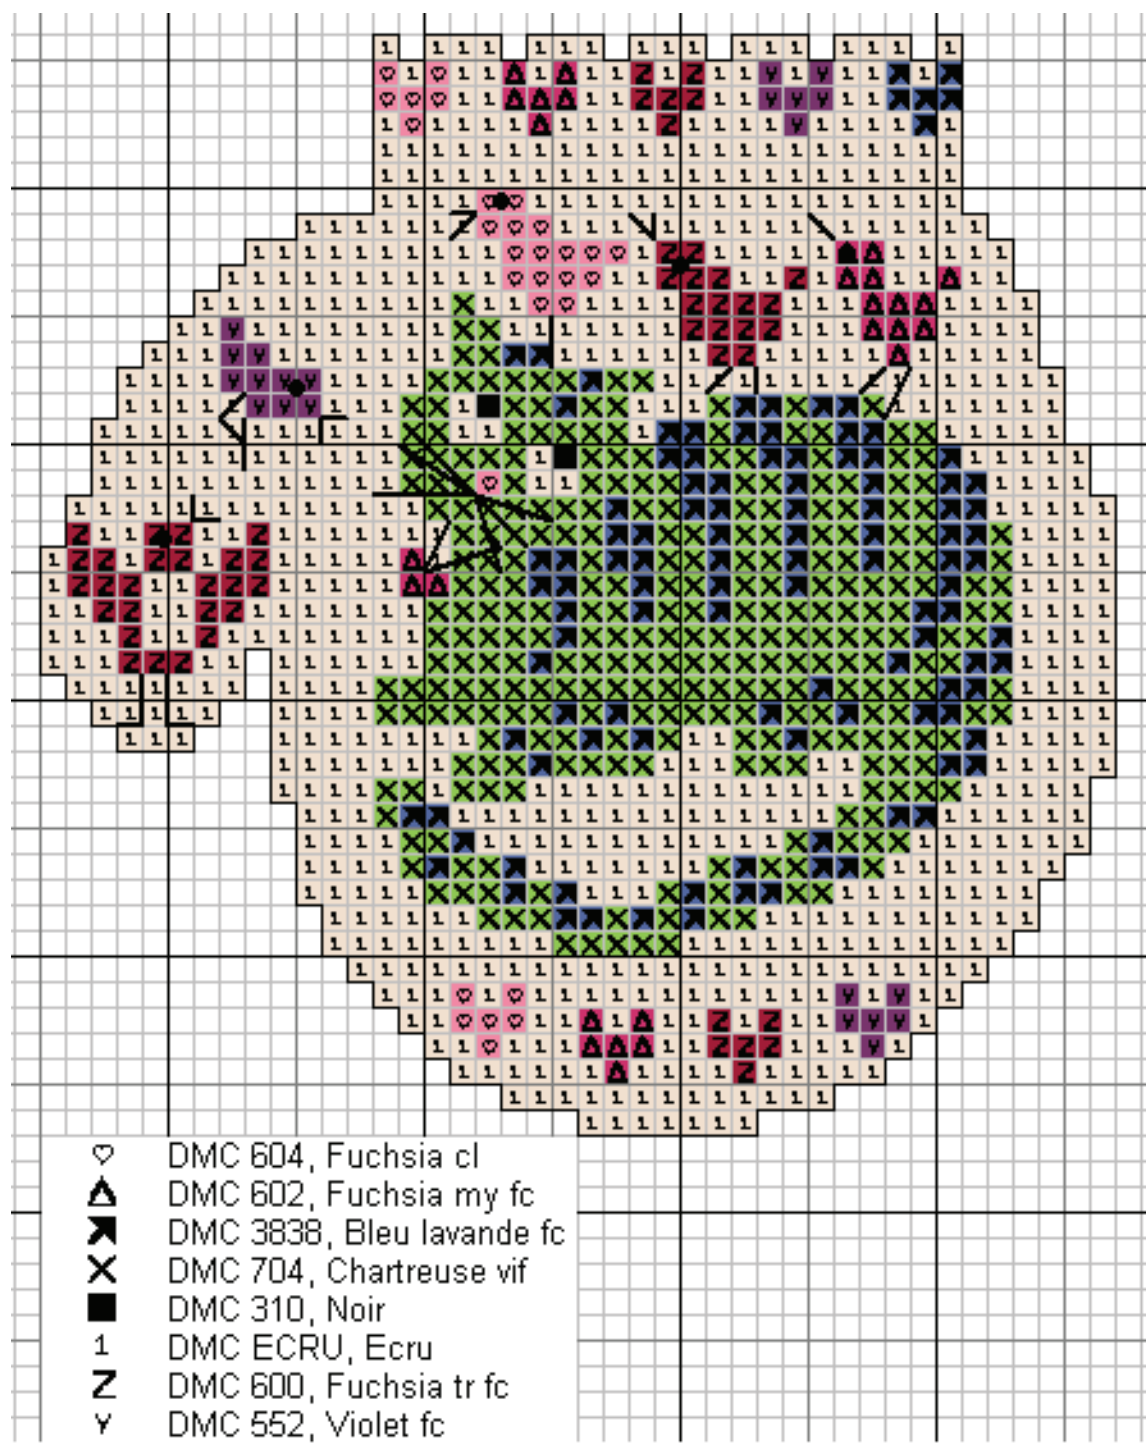 DMC 604, Fuchsia cl
DMC 602, Fuchsia my fc
DMC 3838, Bleu lavande fc
DMC 704, Chartreuse vif
DMC 310, Noir
1 DMC ECRU, Ecru
Z DMC 600, Fuchsia tr fc
Y DMC 552, Violet fc